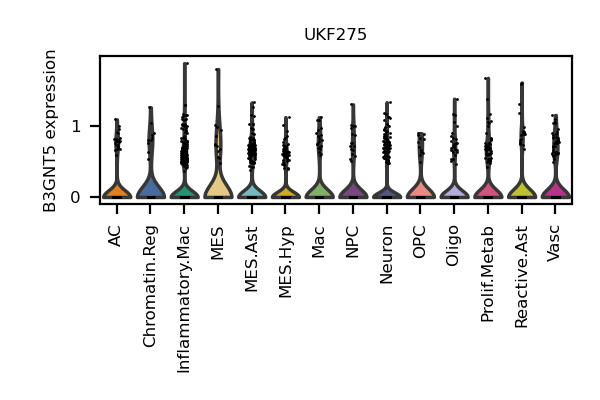 UKF275
B3GNT5 expression
1
0
AC
Chromatin.Reg
Inflammatory.Mac
MES
MES.Ast
MES.Hyp
Mac
NPC
Neuron
OPC
Oligo
Prolif.Metab
Reactive.Ast
Vasc